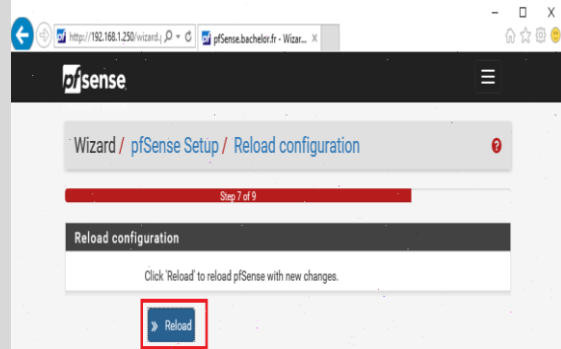 http://192.168.1.250/wizard.
pfSense.bachelor.fr - Wizar...
pfsense
Wizard / pfSense Setup / Reload configuration
Step 7 of 9
Reload configuration
Click 'Reload' to reload pfSense with new changes.
Reload